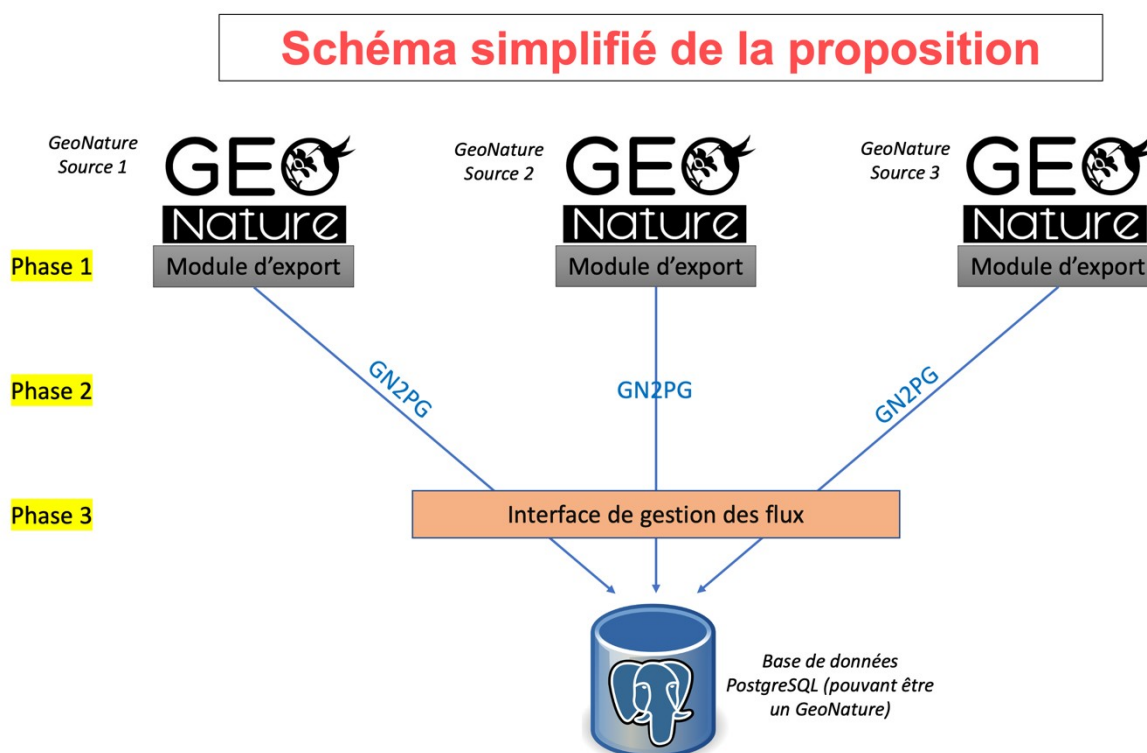 Schéma simplifié de la proposition
GeoNature
Source 1
GEO
Nature
GeoNature
Source 2
GEO
Nature
GeoNature
Source 3
GEO
Nature
Phase 1
Module d’export
Module d’export
Module d’export
Phase 2
GN2PG
GN2PG
GN2PG
Phase 3
Interface de gestion des flux
Base de données
PostgreSQL (pouvant être
un GeoNature)